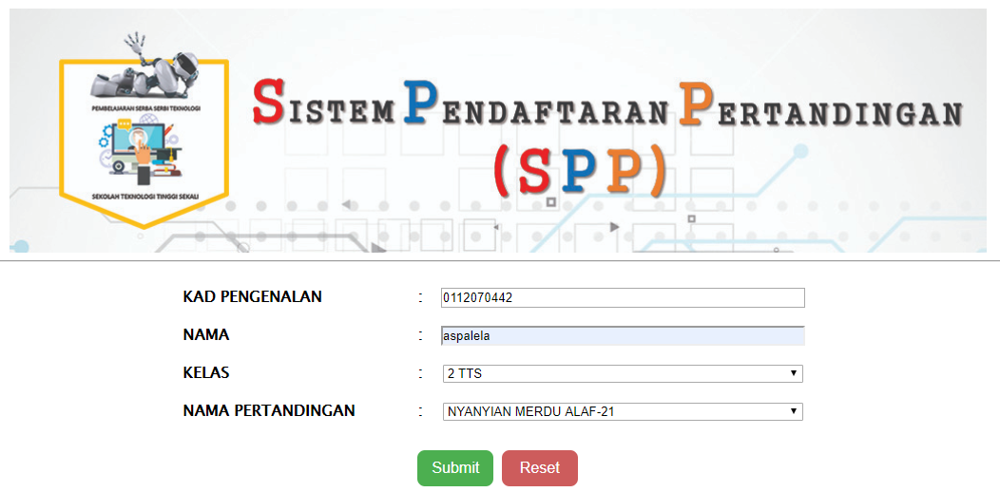 PEMBELAJARAN SERBA SERBI TEKNOLOGI
SEKOLAH TEKNOLOGI TINGGI SEKALI
SISTEM PENDAFTARAN PERTANDINGAN
(SPP)
KAD PENGENALAN : 0112070442
NAMA : aspalela
KELAS : 2 TTS
NAMA PERTANDINGAN : NYANYIAN MERDU ALAF-21
Submit Reset